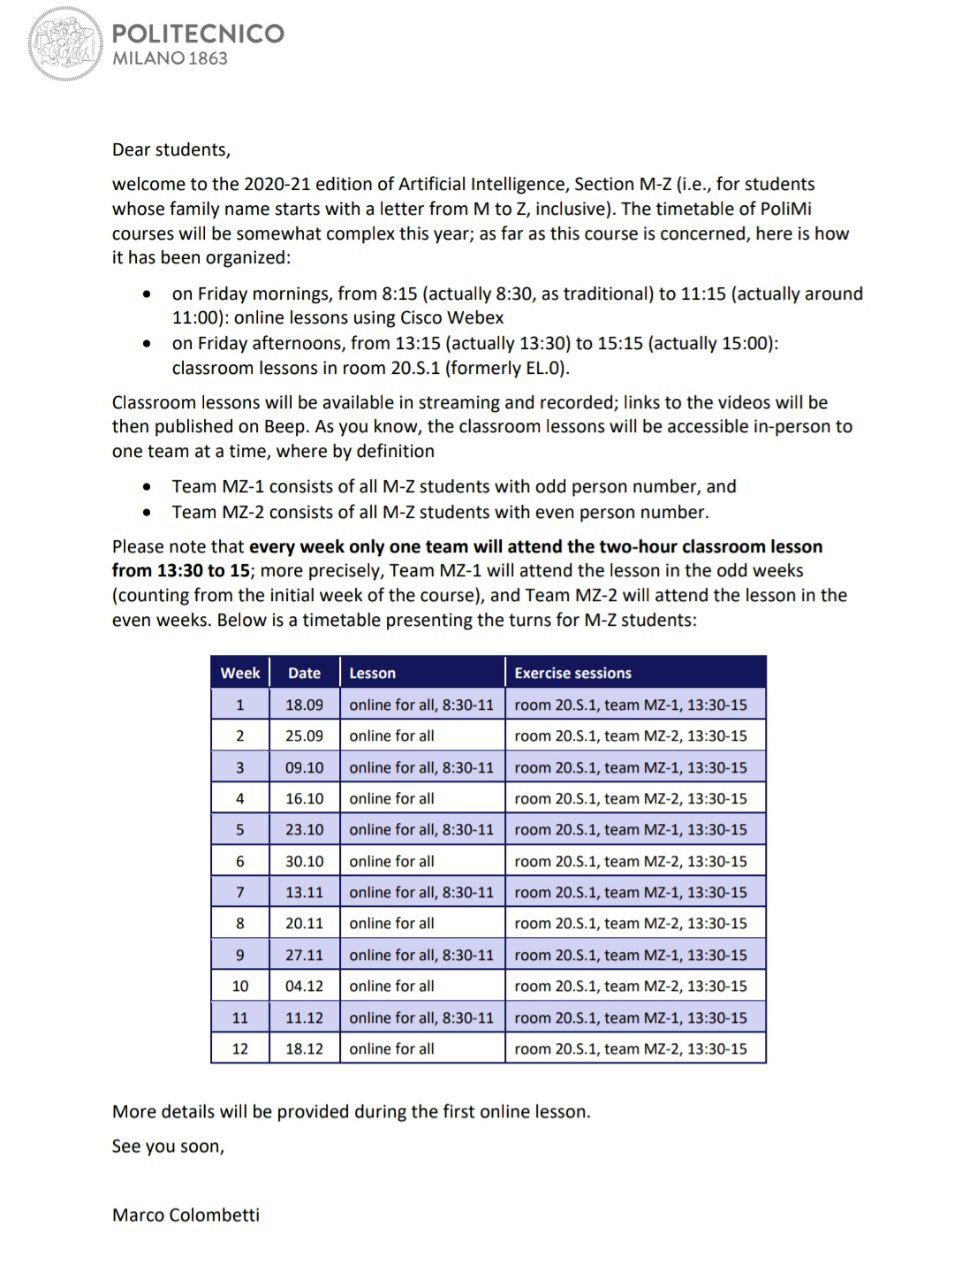 POLITECNICO
MILANO 1863
Dear students,
welcome to the 2020-21 edition of Artificial Intelligence, Section M-Z (i.e., for students
whose family name starts with a letter from M to Z, inclusive). The timetable of PoliMi
courses will be somewhat complex this year; as far as this course is concerned, here is how
it has been organized:
• on Friday mornings, from 8:15 (actually 8:30, as traditional) to 11:15 (actually around
11:00): online lessons using Cisco Webex
• on Friday afternoons, from 13:15 (actually 13:30) to 15:15 (actually 15:00):
classroom lessons in room 20.S.1 (formerly EL.0).
Classroom lessons will be available in streaming and recorded; links to the videos will be
then published on Beep. As you know, the classroom lessons will be accessible in-person to
one team at a time, where by definition
• Team MZ-1 consists of all M-Z students with odd person number, and
• Team MZ-2 consists of all M-Z students with even person number.
Please note that every week only one team will attend the two-hour classroom lesson
from 13:30 to 15; more precisely, Team MZ-1 will attend the lesson in the odd weeks
(counting from the initial week of the course), and Team MZ-2 will attend the lesson in the
even weeks. Below is a timetable presenting the turns for M-Z students:
Week Date Lesson Exercise sessions
1 18.09 online for all, 8:30-11 room 20.S.1, team MZ-1, 13:30-15
2 25.09 online for all room 20.S.1, team MZ-2, 13:30-15
3 09.10 online for all, 8:30-11 room 20.S.1, team MZ-1, 13:30-15
4 16.10 online for all room 20.S.1, team MZ-2, 13:30-15
5 23.10 online for all, 8:30-11 room 20.S.1, team MZ-1, 13:30-15
6 30.10 online for all room 20.S.1, team MZ-2, 13:30-15
7 13.11 online for all, 8:30-11 room 20.S.1, team MZ-1, 13:30-15
8 20.11 online for all room 20.S.1, team MZ-2, 13:30-15
9 27.11 online for all, 8:30-11 room 20.S.1, team MZ-1, 13:30-15
10 04.12 online for all room 20.S.1, team MZ-2, 13:30-15
11 11.12 online for all, 8:30-11 room 20.S.1, team MZ-1, 13:30-15
12 18.12 online for all room 20.S.1, team MZ-2, 13:30-15
More details will be provided during the first online lesson.
See you soon,
Marco Colombetti